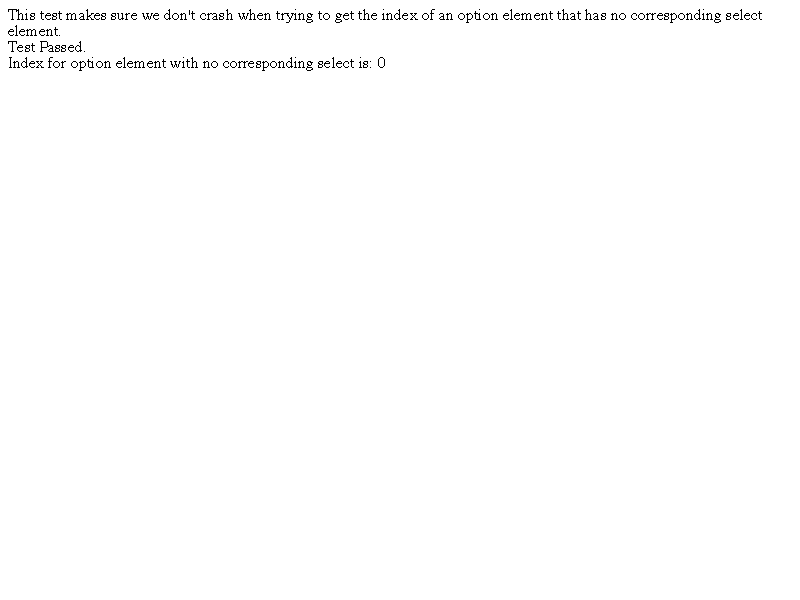 This test makes sure we don't crash when trying to get the index of an option element that has no corresponding select
element.
Test Passed.
Index for option element with no corresponding select is: 0